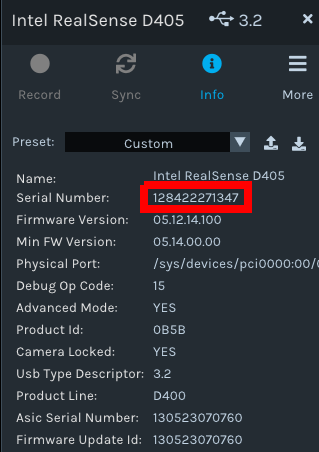 Intel RealSense D405 3.2 ×
Record Sync Info More
Preset: Custom
Name: Intel RealSense D405
Serial Number: 128422271347
Firmware Version: 05.12.14.100
Min FW Version: 05.14.00.00
Physical Port: /sys/devices/pci0000:00/0
Debug Op Code: 15
Advanced Mode: YES
Product Id: 0B5B
Camera Locked: YES
Usb Type Descriptor: 3.2
Product Line: D400
Asic Serial Number: 130523070760
Firmware Update Id: 130523070760